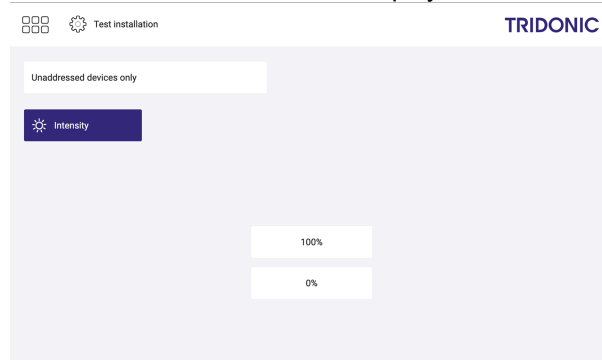 Test installation
TRIDONIC
Unaddressed devices only
Intensity
100%
0%